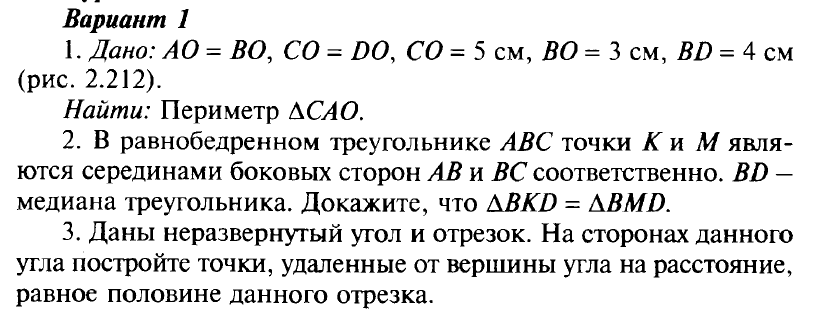 Вариант 1
1. Дано: AO = BO, CO = DO, CO = 5 см, BO = 3 см, BD = 4 см
(рис. 2.212).
Найти: Периметр ΔCAO.
2. В равнобедренном треугольнике ABC точки K и M явля-
ются серединами боковых сторон AB и BC соответственно. BD –
медиана треугольника. Докажите, что ΔBKD = ΔBMD.
3. Даны неразвернутый угол и отрезок. На сторонах данного
угла постройте точки, удаленные от вершины угла на расстояние,
равное половине данного отрезка.